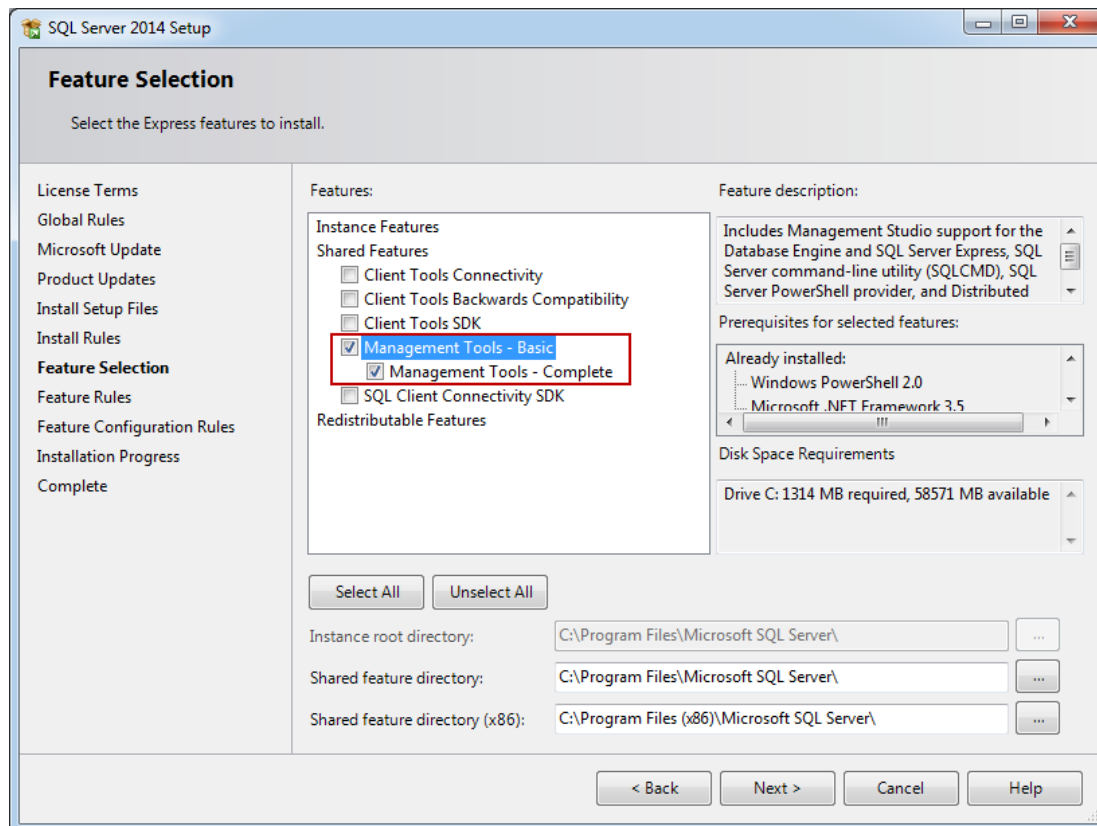 SQL Server 2014 Setup
Feature Selection
Select the Express features to install.
License Terms
Global Rules
Microsoft Update
Product Updates
Install Setup Files
Install Rules
Feature Selection
Feature Rules
Feature Configuration Rules
Installation Progress
Complete
Features:
Instance Features
Shared Features
Client Tools Connectivity
Client Tools Backwards Compatibility
Client Tools SDK
Management Tools - Basic
Management Tools - Complete
SQL Client Connectivity SDK
Redistributable Features
Feature description:
Includes Management Studio support for the
Database Engine and SQL Server Express, SQL
Server command-line utility (SQLCMD), SQL
Server PowerShell provider, and Distributed
Prerequisites for selected features:
Already installed:
Windows PowerShell 2.0
Microsoft .NET Framework 3.5
Disk Space Requirements
Drive C: 1314 MB required, 58571 MB available
Select All
Unselect All
Instance root directory:
C:\Program Files\Microsoft SQL Server\
...
Shared feature directory:
C:\Program Files\Microsoft SQL Server\
...
Shared feature directory (x86):
C:\Program Files (x86)\Microsoft SQL Server\
...
< Back
Next >
Cancel
Help